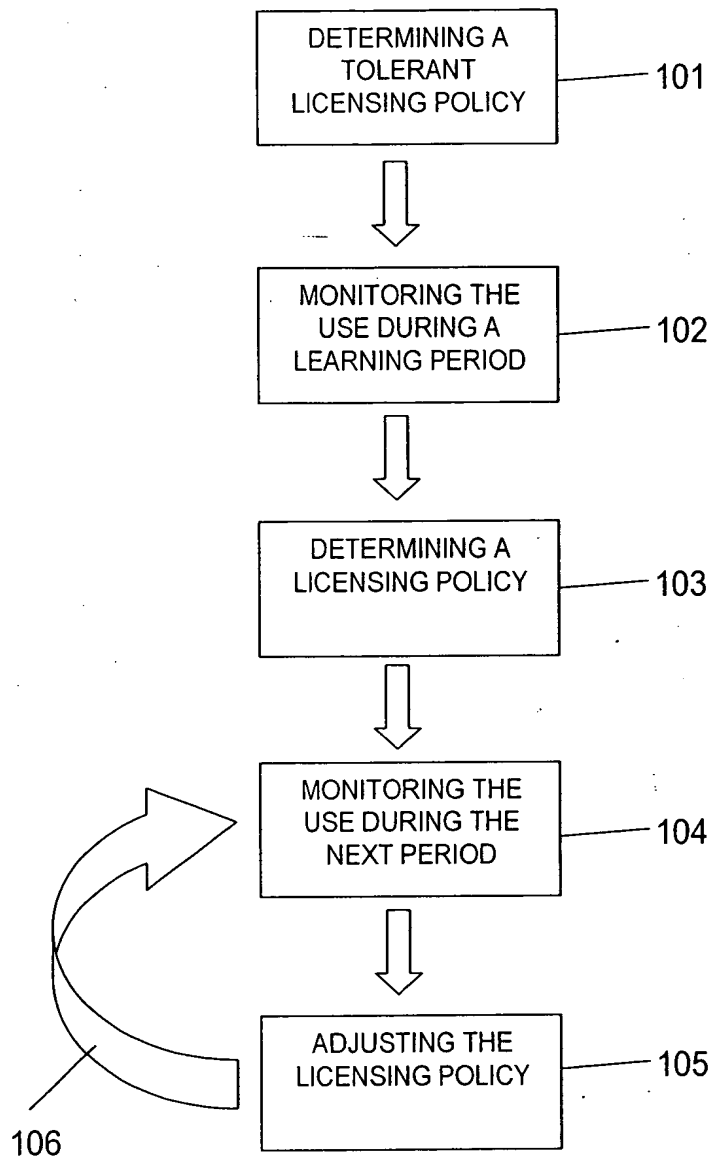 DETERMINING A
TOLERANT
LICENSING POLICY
101
MONITORING THE
USE DURING A
LEARNING PERIOD
102
DETERMINING A
LICENSING POLICY
103
MONITORING THE
USE DURING THE
NEXT PERIOD
104
ADJUSTING THE
LICENSING POLICY
105
106